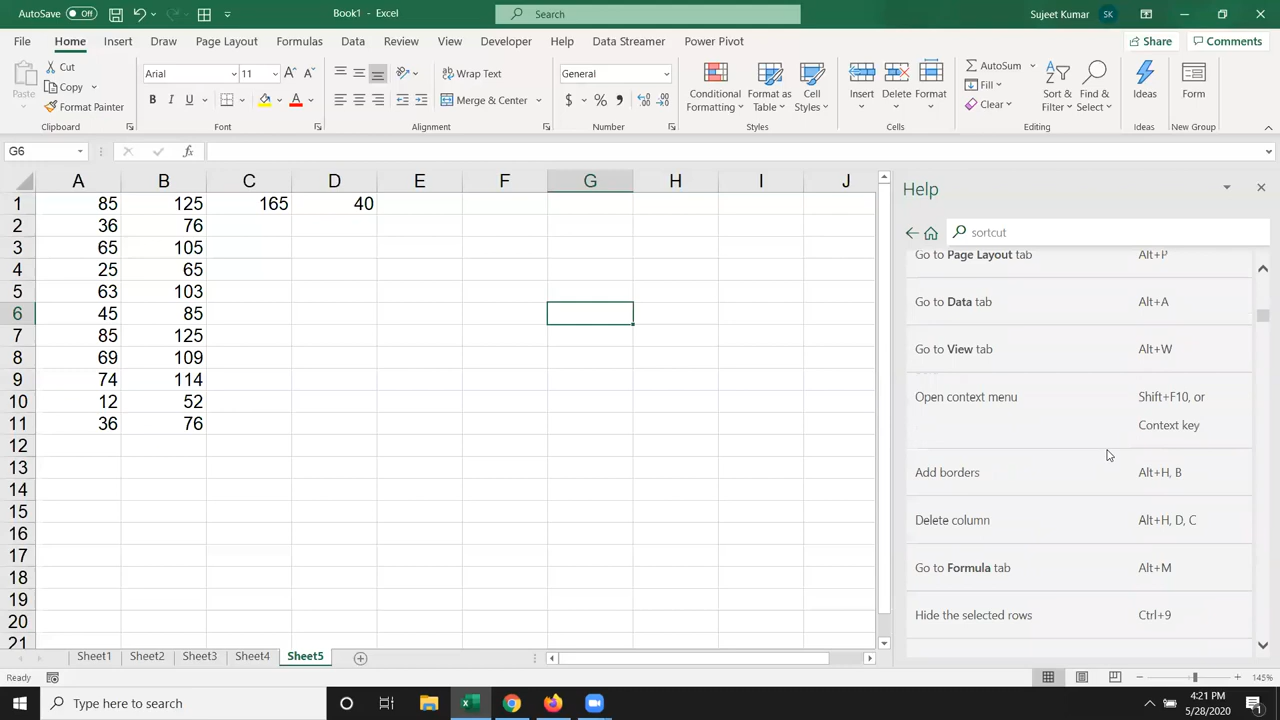 AutoSave Off Book1 - Excel Search Sujeet Kumar SK
File Home Insert Draw Page Layout Formulas Data Review View Developer Help Data Streamer Power Pivot Share Comments
Paste Cut Copy Format Painter Clipboard
Arial 11 B I U A Font
Wrap Text Merge & Center Alignment
General $ % Number
Conditional Formatting Format as Table Cell Styles Styles
Insert Delete Format Cells
AutoSum Fill Clear Sort & Filter Find & Select Editing
Ideas Ideas
Form New Group
G6 fx
A B C D E F G H I J
1 85 125 165 40
2 36 76
3 65 105
4 25 65
5 63 103
6 45 85
7 85 125
8 69 109
9 74 114
10 12 52
11 36 76
12
13
14
15
16
17
18
19
20
21
Help
sortcut
Go to Page Layout tab Alt+P
Go to Data tab Alt+A
Go to View tab Alt+W
Open context menu Shift+F10, or
Context key
Add borders Alt+H, B
Delete column Alt+H, D, C
Go to Formula tab Alt+M
Hide the selected rows Ctrl+9
Sheet1 Sheet2 Sheet3 Sheet4 Sheet5
Ready 145%
Type here to search
4:21 PM
5/28/2020 1